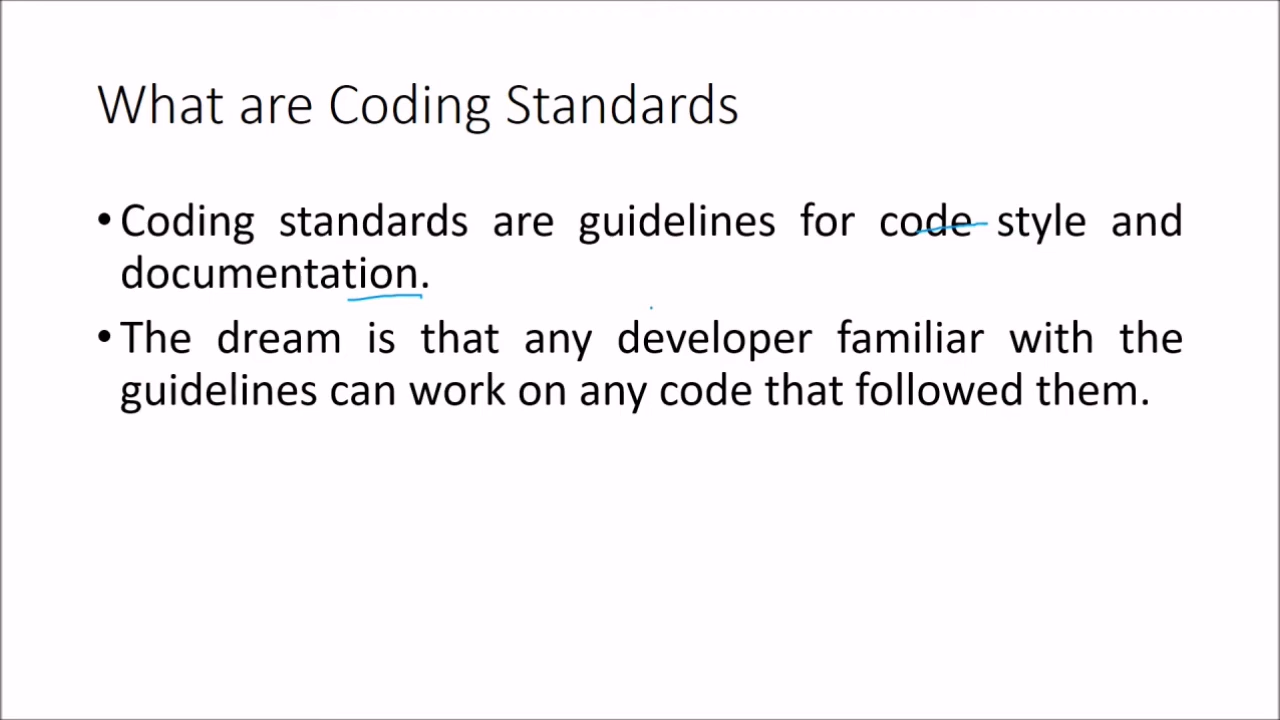 What are Coding Standards
•Coding standards are guidelines for code style and
documentation.
•The dream is that any developer familiar with the
guidelines can work on any code that followed them.